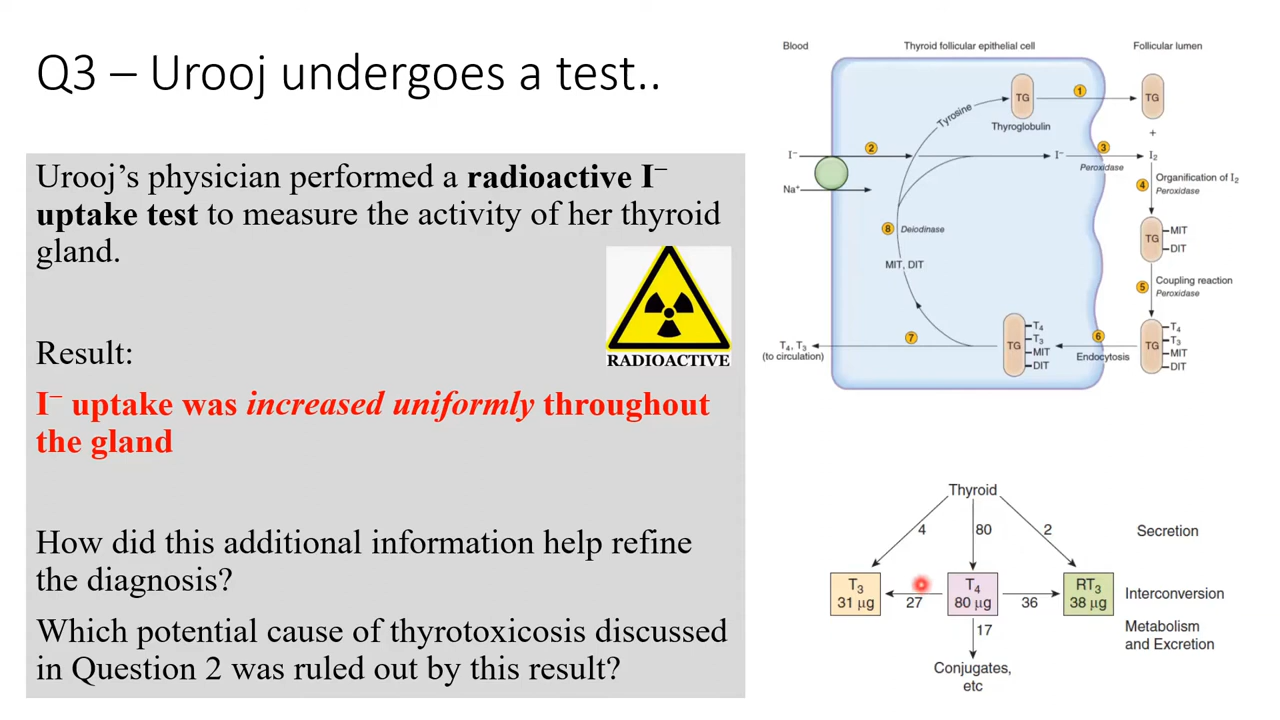 Q3 – Urooj undergoes a test..
Urooj's physician performed a radioactive I⁻
uptake test to measure the activity of her thyroid
gland.
RADIOACTIVE
Result:
I⁻ uptake was increased uniformly throughout
the gland
How did this additional information help refine
the diagnosis?
Which potential cause of thyrotoxicosis discussed
in Question 2 was ruled out by this result?
Blood
Thyroid follicular epithelial cell
Follicular lumen
TG
1
TG
Tyrosine
Thyroglobulin
+
I⁻
2
I⁻
3
I₂
Peroxidase
Na⁺
4
Organification of I₂
Peroxidase
8
Deiodinase
TG
MIT
DIT
MIT, DIT
5
Coupling reaction
Peroxidase
T₄, T₃
(to circulation)
7
TG
T₄
T₃
MIT
DIT
6
Endocytosis
TG
T₄
T₃
MIT
DIT
Thyroid
4
80
2
Secretion
T₃
31 µg
27
T₄
80 µg
36
RT₃
38 µg
Interconversion
17
Metabolism
and Excretion
Conjugates,
etc